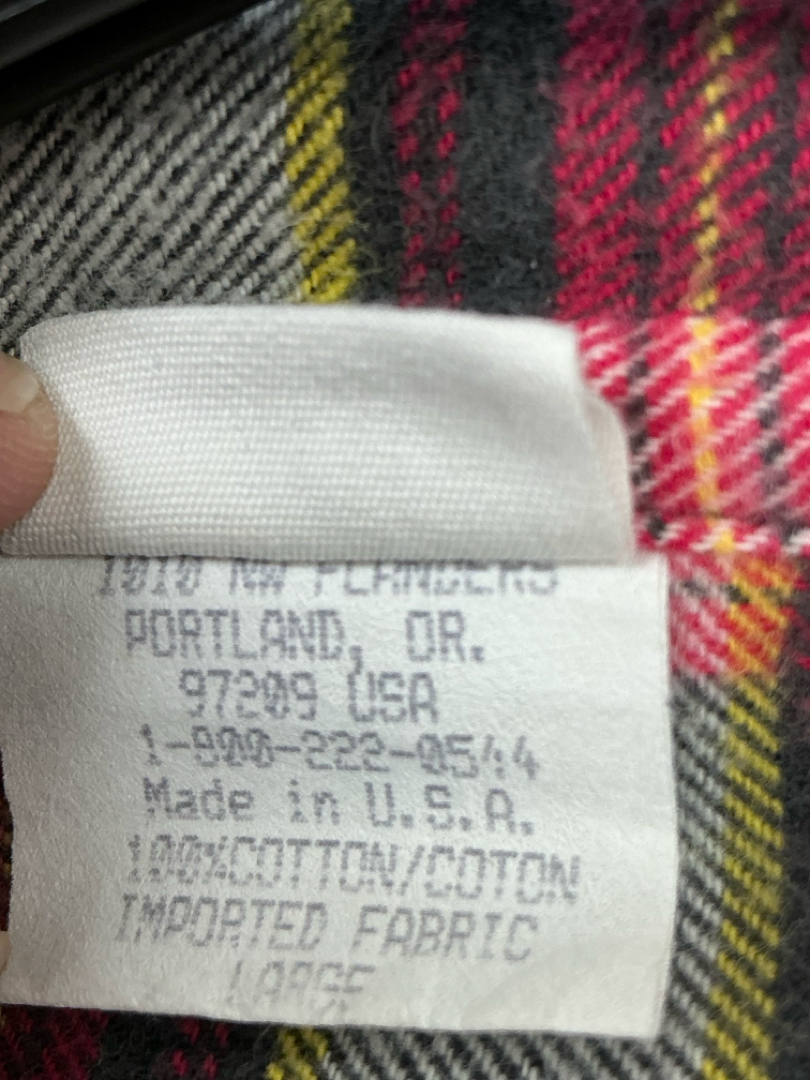 1010 NW FLANDERS
PORTLAND, OR.
97209 USA
1-800-222-0544
Made in U.S.A.
100%COTTON/COTON
IMPORTED FABRIC
LARGE